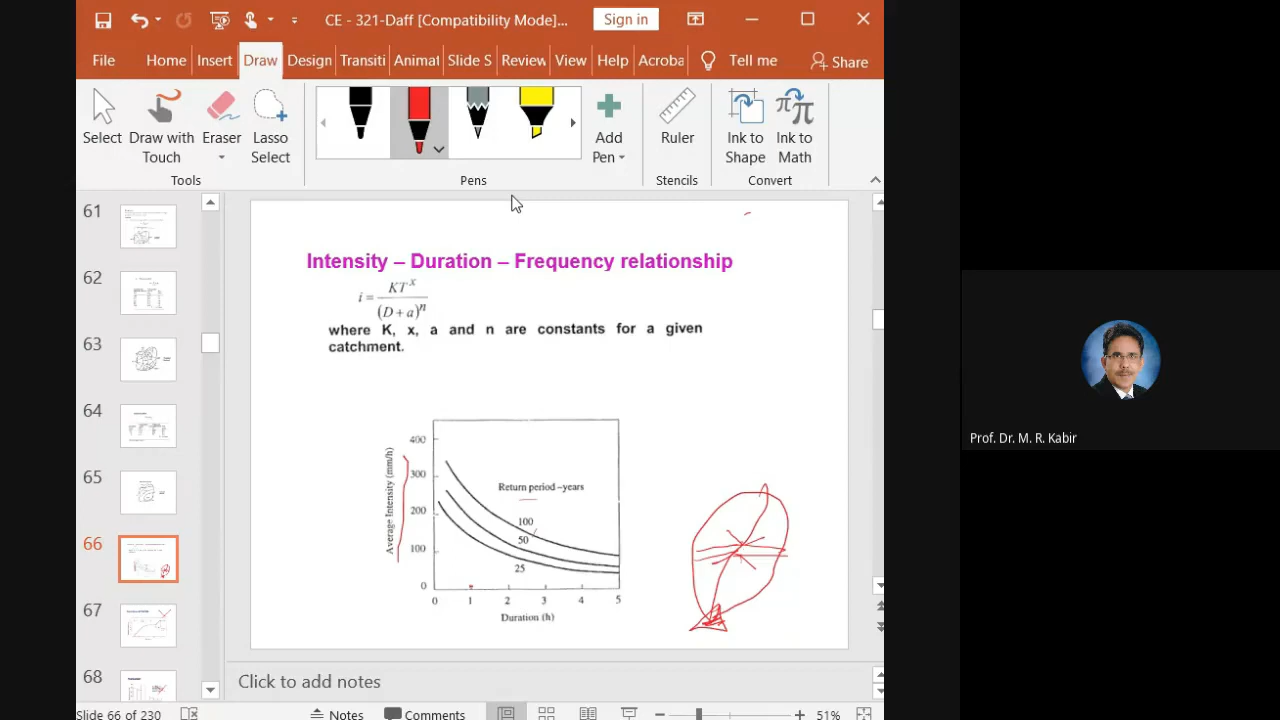 CE - 321-Daff [Compatibility Mode]...
Sign in
File Home Insert Draw Design Transiti Animat Slide S Review View Help Acroba Tell me Share
Select Draw with Touch Eraser Lasso Select Add Pen Ruler Ink to Shape Ink to Math
Tools Pens Stencils Convert
61
62
63
64
65
66
67
68
Intensity – Duration – Frequency relationship
i = KT^x / (D + a)^n
where K, x, a and n are constants for a given
catchment.
Average Intensity (mm/h)
400
300
200
100
0
Return period –years
100
50
25
0 1 2 3 4 5
Duration (h)
Prof. Dr. M. R. Kabir
Click to add notes
Slide 66 of 230 Notes Comments 51%